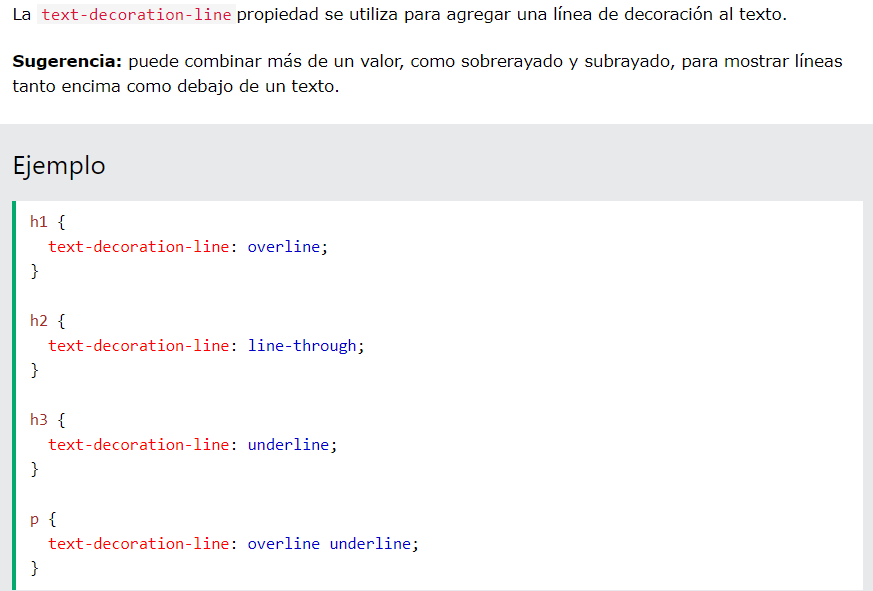 La text-decoration-line propiedad se utiliza para agregar una línea de decoración al texto.
Sugerencia: puede combinar más de un valor, como sobrerayado y subrayado, para mostrar líneas
tanto encima como debajo de un texto.
Ejemplo
h1 {
  text-decoration-line: overline;
}
h2 {
  text-decoration-line: line-through;
}
h3 {
  text-decoration-line: underline;
}
p {
  text-decoration-line: overline underline;
}